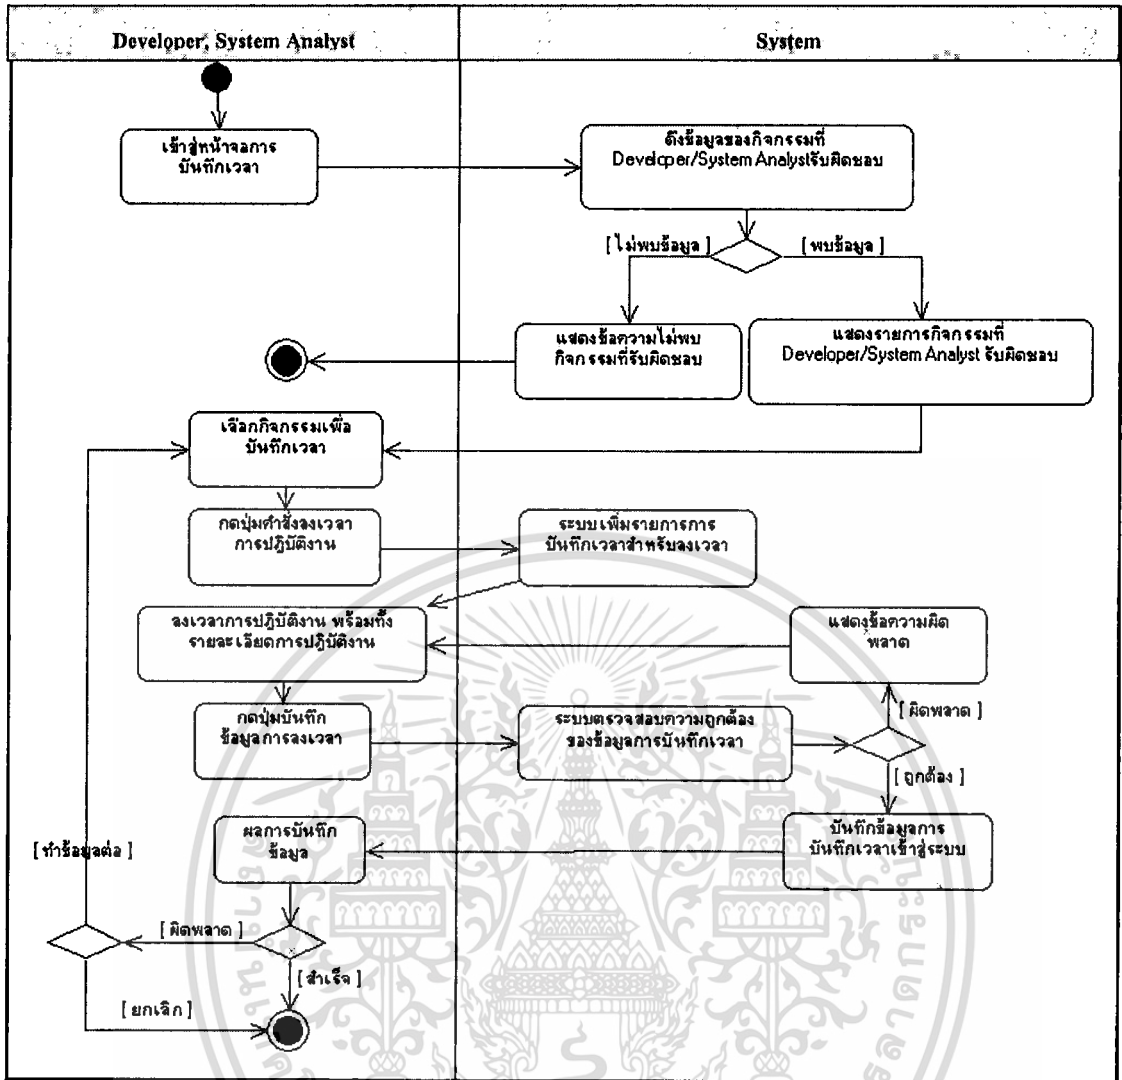 Developer, System Analyst
System
เข้าสู่หน้าจอการ
บันทึกเวลา
ดึงข้อมูลของกิจกรรมที่
Developer/System Analystรับผิดชอบ
[ ไม่พบข้อมูล ]
[ พบข้อมูล ]
แสดงข้อความไม่พบ
กิจกรรมที่รับผิดชอบ
แสดงรายการกิจกรรมที่
Developer/System Analyst รับผิดชอบ
เลือกกิจกรรมเพื่อ
บันทึกเวลา
กดปุ่มคำสั่งลงเวลา
การปฏิบัติงาน
ระบบเพิ่มรายการการ
บันทึกเวลาสำหรับลงเวลา
ลงเวลาการปฏิบัติงาน พร้อมทั้ง
รายละเอียดการปฏิบัติงาน
แสดงข้อความผิด
พลาด
กดปุ่มบันทึก
ข้อมูลการลงเวลา
ระบบตรวจสอบความถูกต้อง
ของข้อมูลการบันทึกเวลา
[ ผิดพลาด ]
[ ถูกต้อง ]
ผลการบันทึก
ข้อมูล
บันทึกข้อมูลการ
บันทึกเวลาเข้าสู่ระบบ
[ ทำข้อมูลต่อ ]
[ ผิดพลาด ]
[ สำเร็จ ]
[ ยกเลิก ]